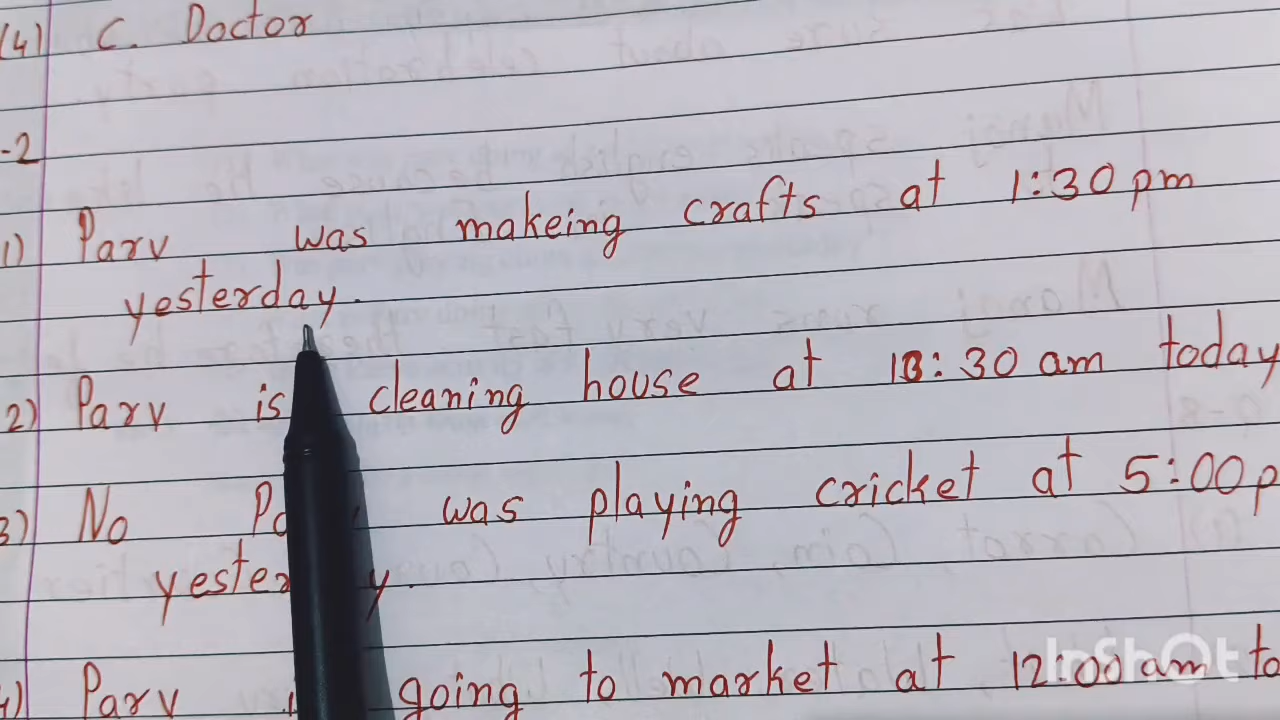 (4) C. Doctor
-2
1) Parv was makeing crafts at 1:30 pm
yesterday.
2) Parv is cleaning house at :30 am today
3) No was playing cricket at 5:00 p
4) Parv going to market at 12:00 am to
InShOt